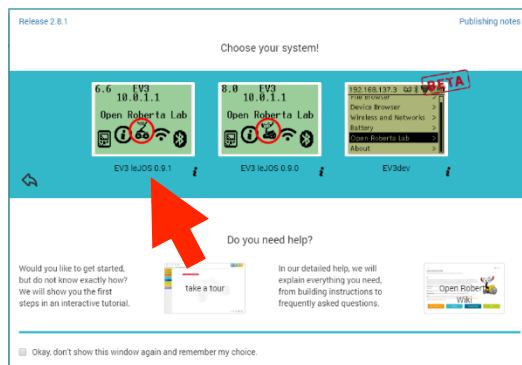 Release 2.8.1
Publishing notes
Choose your system!
6.6 EV3
10.0.1.1
Open Roberta Lab
8.0 EV3
10.0.1.1
Open Roberta Lab
192.168.137.3
BETA
File Browser
Device Browser
Wireless and Networks >
Battery >
Open Roberta Lab >
About >
EV3 leJOS 0.9.1
i
EV3 leJOS 0.9.0
i
EV3dev
i
Do you need help?
Would you like to get started,
but do not know exactly how?
We will show you the first
steps in an interactive tutorial.
take a tour
In our detailed help, we will
explain everything you need,
from building instructions to
frequently asked questions.
Open Roberta
Wiki
Okay, don't show this window again and remember my choice.